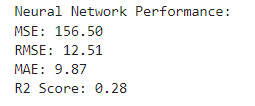 Neural Network Performance:
MSE: 156.50
RMSE: 12.51
MAE: 9.87
R2 Score: 0.28